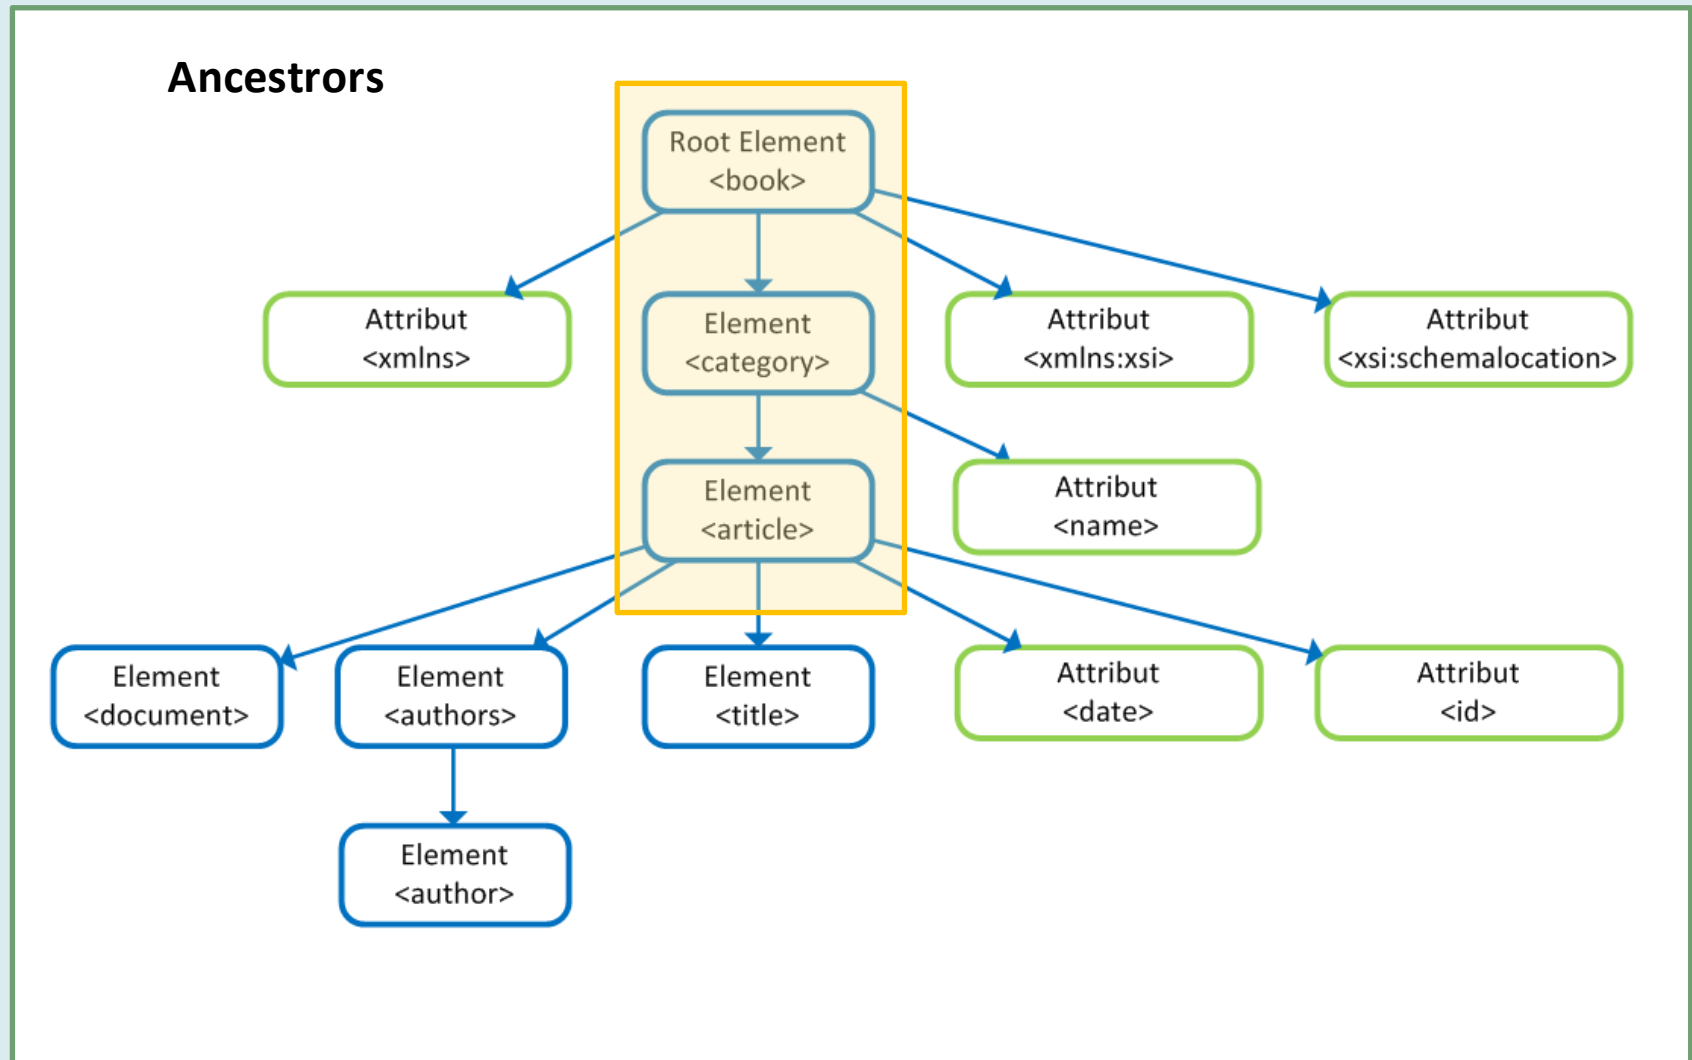 Ancestrors
Root Element
<book>
Attribut
<xmlns>
Element
<category>
Attribut
<xmlns:xsi>
Attribut
<xsi:schemalocation>
Element
<article>
Attribut
<name>
Element
<document>
Element
<authors>
Element
<title>
Attribut
<date>
Attribut
<id>
Element
<author>